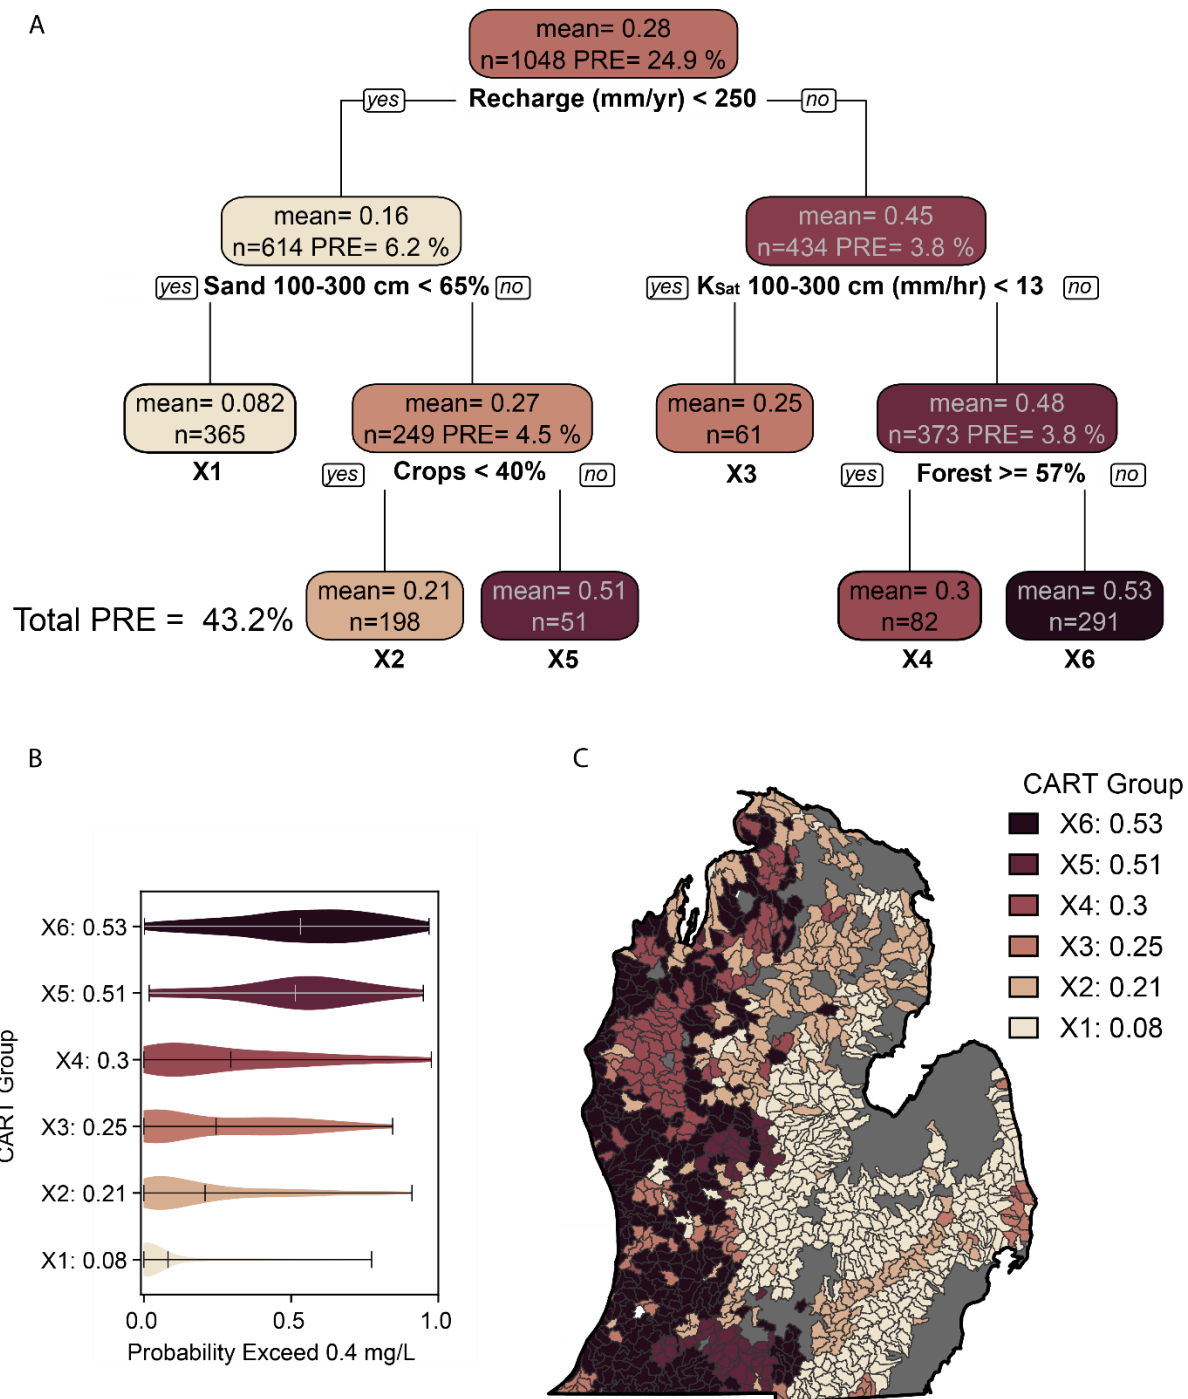 A
mean= 0.28
n=1048 PRE= 24.9 %
yes Recharge (mm/yr) < 250 no
mean= 0.16
n=614 PRE= 6.2 %
mean= 0.45
n=434 PRE= 3.8 %
yes Sand 100-300 cm < 65% no
yes KSat 100-300 cm (mm/hr) < 13 no
mean= 0.082
n=365
X1
mean= 0.27
n=249 PRE= 4.5 %
mean= 0.25
n=61
X3
mean= 0.48
n=373 PRE= 3.8 %
yes Crops < 40% no
yes Forest >= 57% no
Total PRE = 43.2%
mean= 0.21
n=198
X2
mean= 0.51
n=51
X5
mean= 0.3
n=82
X4
mean= 0.53
n=291
X6
B
CART Group
X6: 0.53
X5: 0.51
X4: 0.3
X3: 0.25
X2: 0.21
X1: 0.08
0.0 0.5 1.0
Probability Exceed 0.4 mg/L
C
CART Group
X6: 0.53
X5: 0.51
X4: 0.3
X3: 0.25
X2: 0.21
X1: 0.08